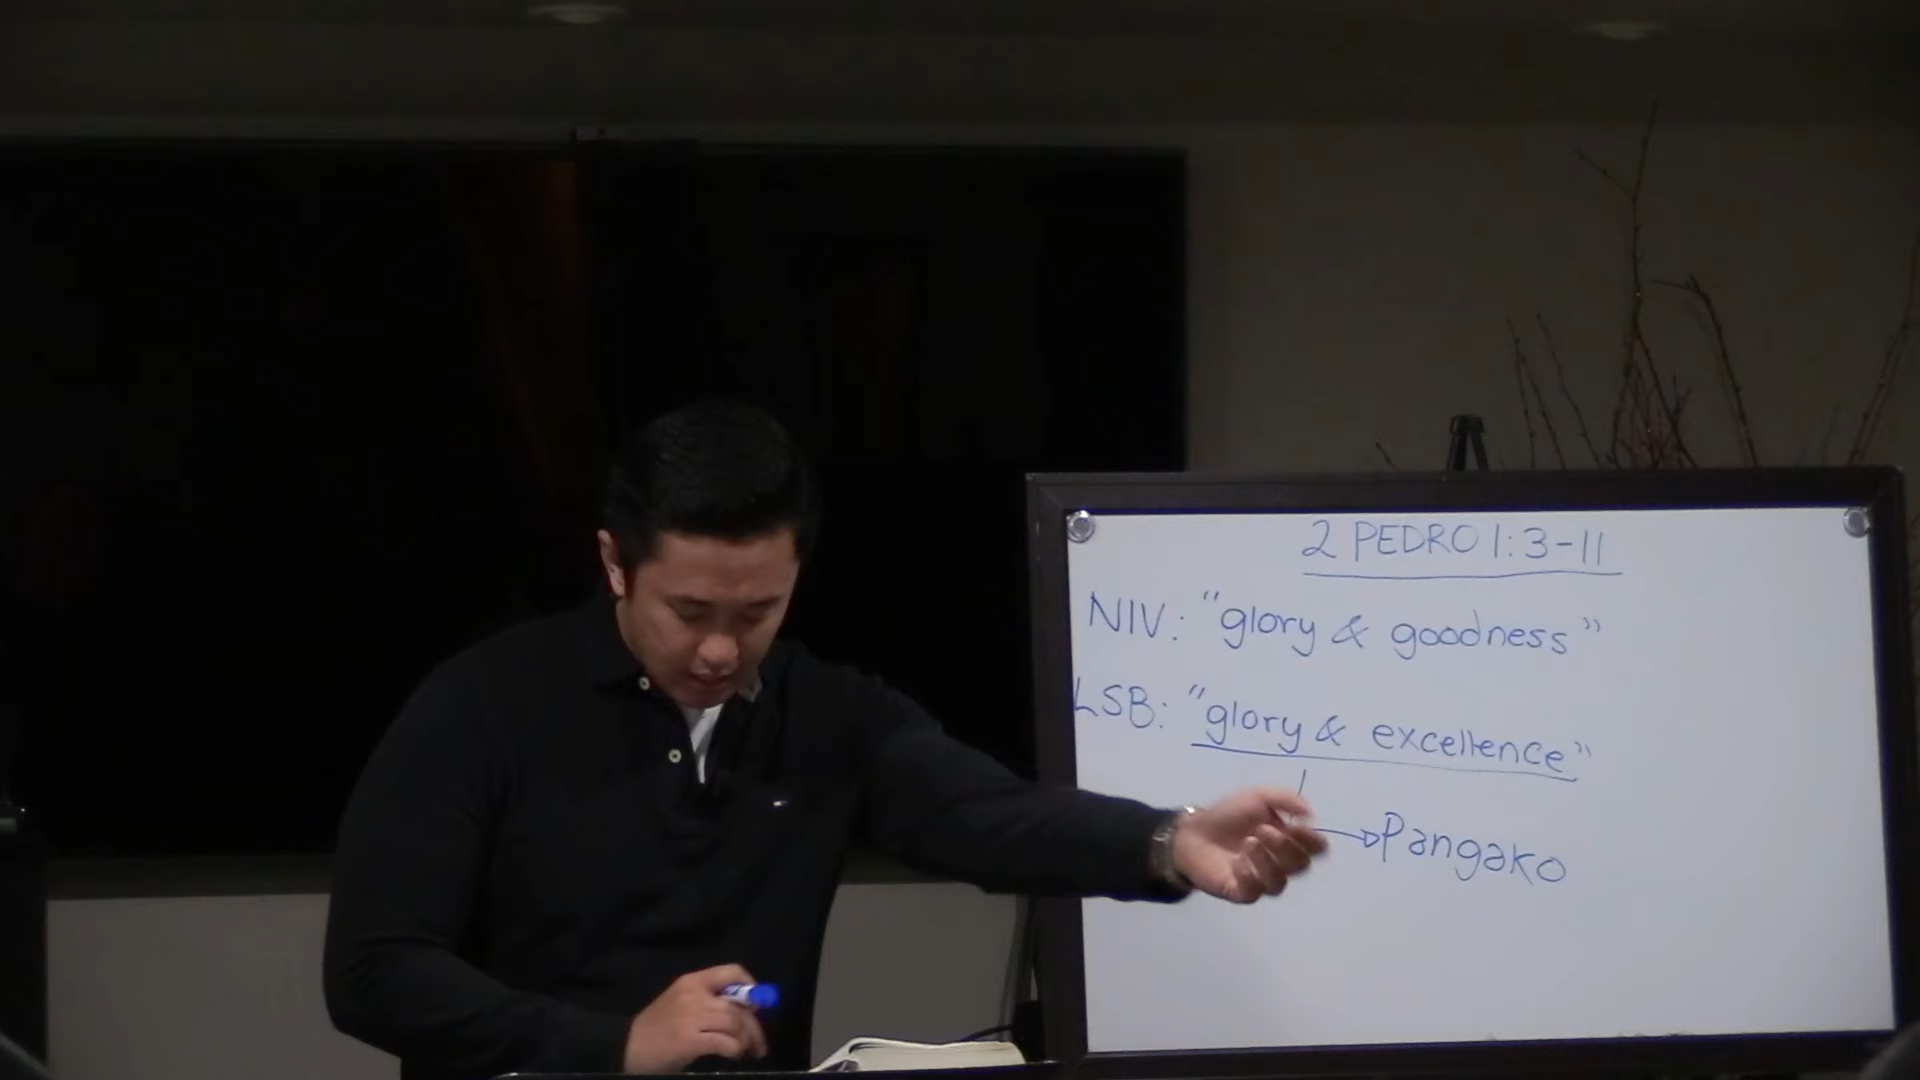 2 PEDRO 1:3-11
NIV: "glory & goodness"
LSB: "glory & excellence"
Pangako